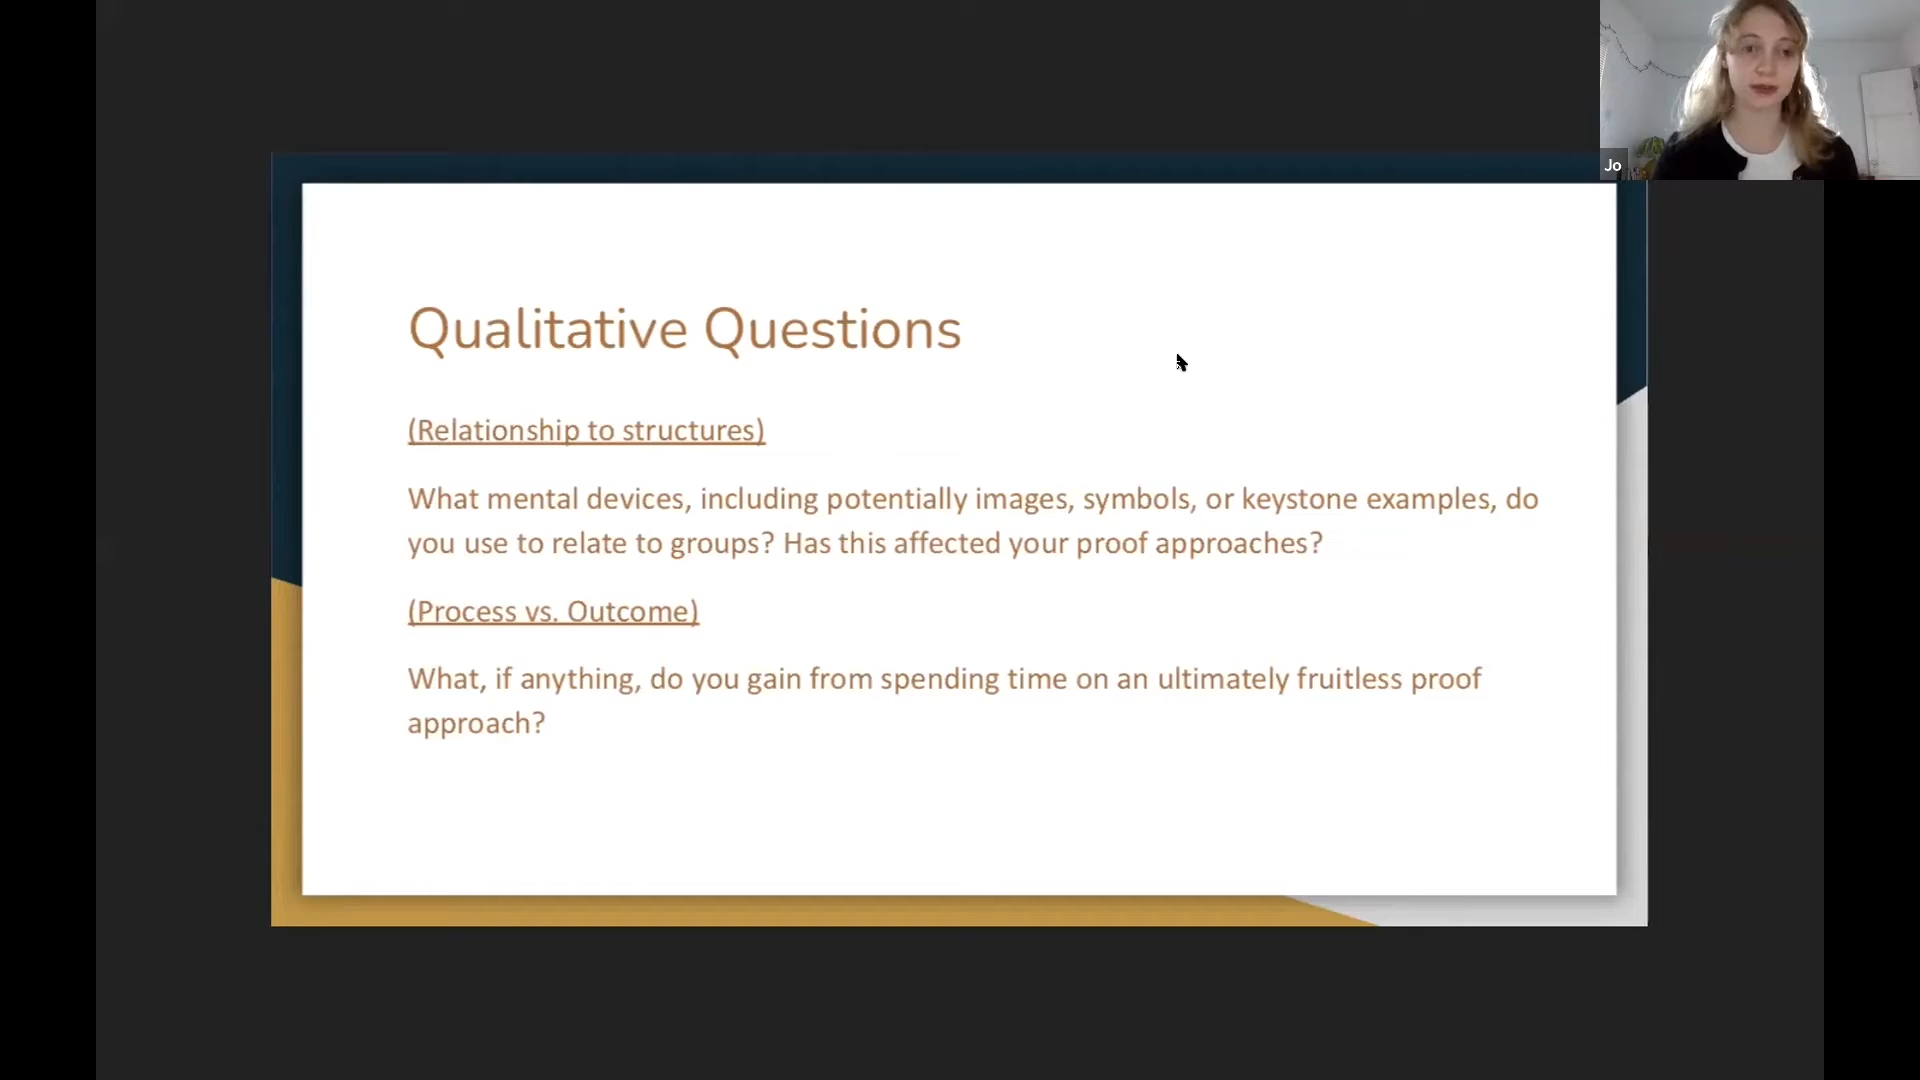 Jo
Qualitative Questions
(Relationship to structures)
What mental devices, including potentially images, symbols, or keystone examples, do
you use to relate to groups? Has this affected your proof approaches?
(Process vs. Outcome)
What, if anything, do you gain from spending time on an ultimately fruitless proof
approach?